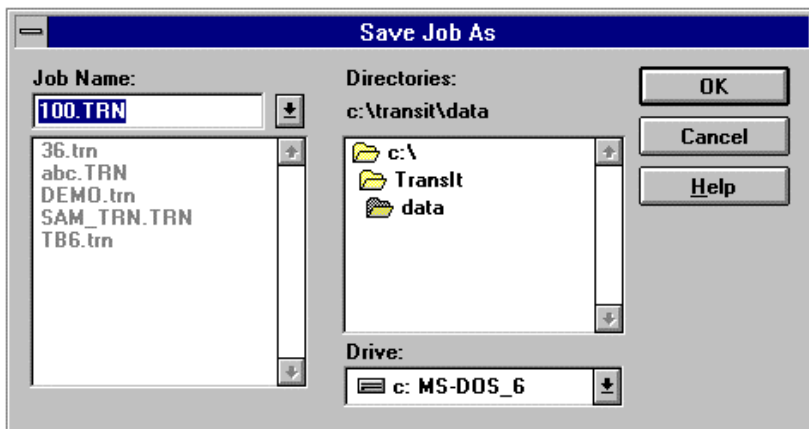 Save Job As
Job Name:
100.TRN
36.trn
abc.TRN
DEMO.trn
SAM_TRN.TRN
TB6.trn
Directories:
c:\transit\data
c:\
TransIt
data
Drive:
c: MS-DOS_6
OK
Cancel
Help